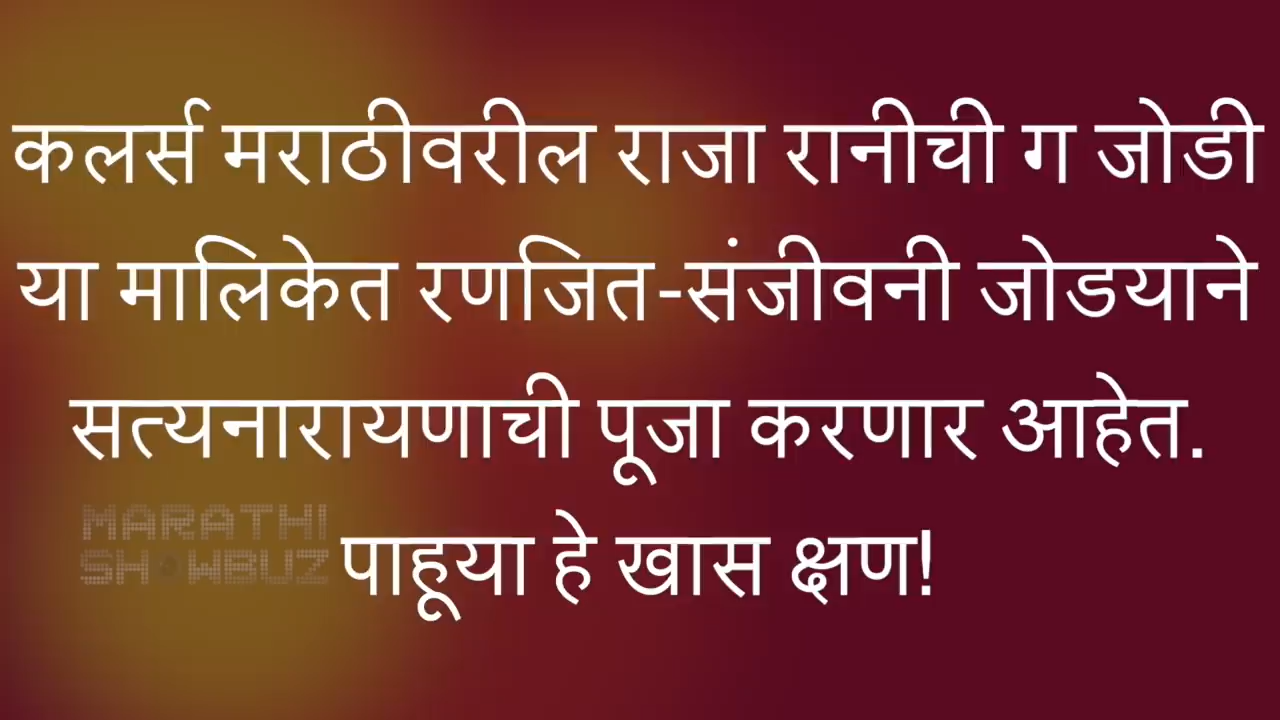 कलर्स मराठीवरील राजा रानीची ग जोडी
या मालिकेत रणजित-संजीवनी जोडयाने
सत्यनारायणाची पूजा करणार आहेत.
पाहूया हे खास क्षण!
MARATHI
SHOWBUZ